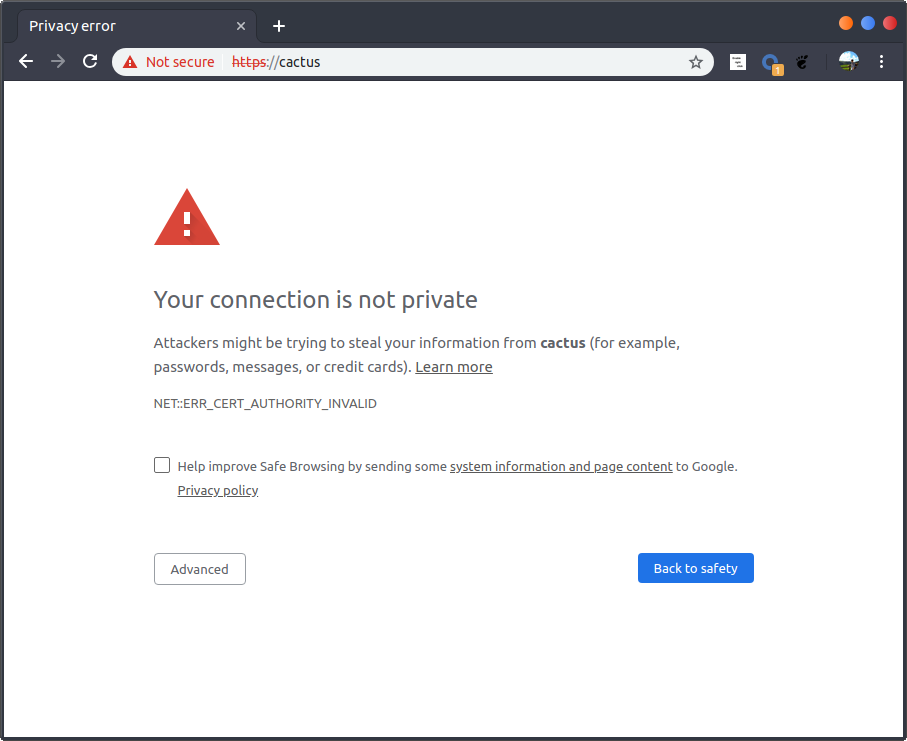 Privacy error
Not secure https://cactus
1
Your connection is not private
Attackers might be trying to steal your information from cactus (for example,
passwords, messages, or credit cards). Learn more
NET::ERR_CERT_AUTHORITY_INVALID
Help improve Safe Browsing by sending some system information and page content to Google.
Privacy policy
Advanced
Back to safety